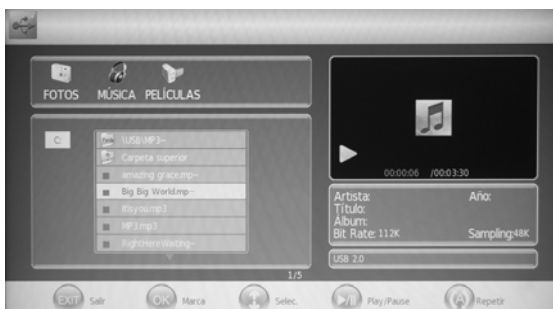 FOTOS MÚSICA PELÍCULAS
\USB\MP3~
Carpeta superior
amazing grace.mp~
Big Big World.mp~
itisyou.mp3
MP3.mp3
RightHereWaiting~
1/5
00:00:06 /00:03:30
Artista: Año:
Título:
Álbum:
Bit Rate: 112K Sampling:48K
USB 2.0
EXIT Salir OK Marca Selec. Play/Pause Repetir